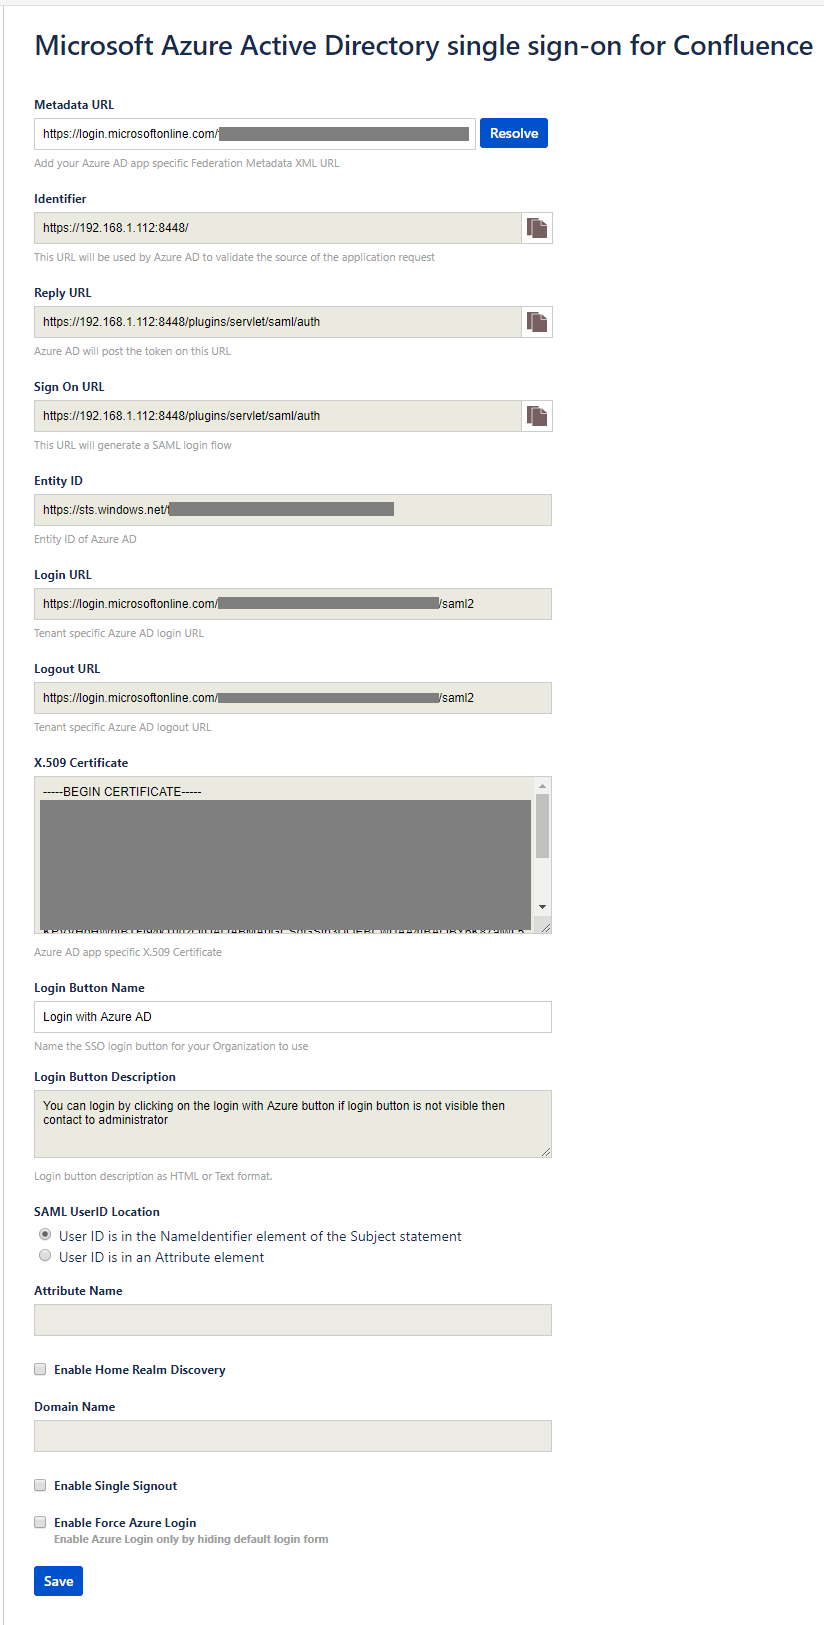 Microsoft Azure Active Directory single sign-on for Confluence
Metadata URL
https://login.microsoftonline.com/
Resolve
Add your Azure AD app specific Federation Metadata XML URL
Identifier
https://192.168.1.112:8448/
This URL will be used by Azure AD to validate the source of the application request
Reply URL
https://192.168.1.112:8448/plugins/servlet/saml/auth
Azure AD will post the token on this URL
Sign On URL
https://192.168.1.112:8448/plugins/servlet/saml/auth
This URL will generate a SAML login flow
Entity ID
https://sts.windows.net/
Entity ID of Azure AD
Login URL
https://login.microsoftonline.com/ /saml2
Tenant specific Azure AD login URL
Logout URL
https://login.microsoftonline.com/ /saml2
Tenant specific Azure AD logout URL
X.509 Certificate
-----BEGIN CERTIFICATE-----
Azure AD app specific X.509 Certificate
Login Button Name
Login with Azure AD
Name the SSO login button for your Organization to use
Login Button Description
You can login by clicking on the login with Azure button if login button is not visible then
contact to administrator
Login button description as HTML or Text format.
SAML UserID Location
User ID is in the NameIdentifier element of the Subject statement
User ID is in an Attribute element
Attribute Name
Enable Home Realm Discovery
Domain Name
Enable Single Signout
Enable Force Azure Login
Enable Azure Login only by hiding default login form
Save